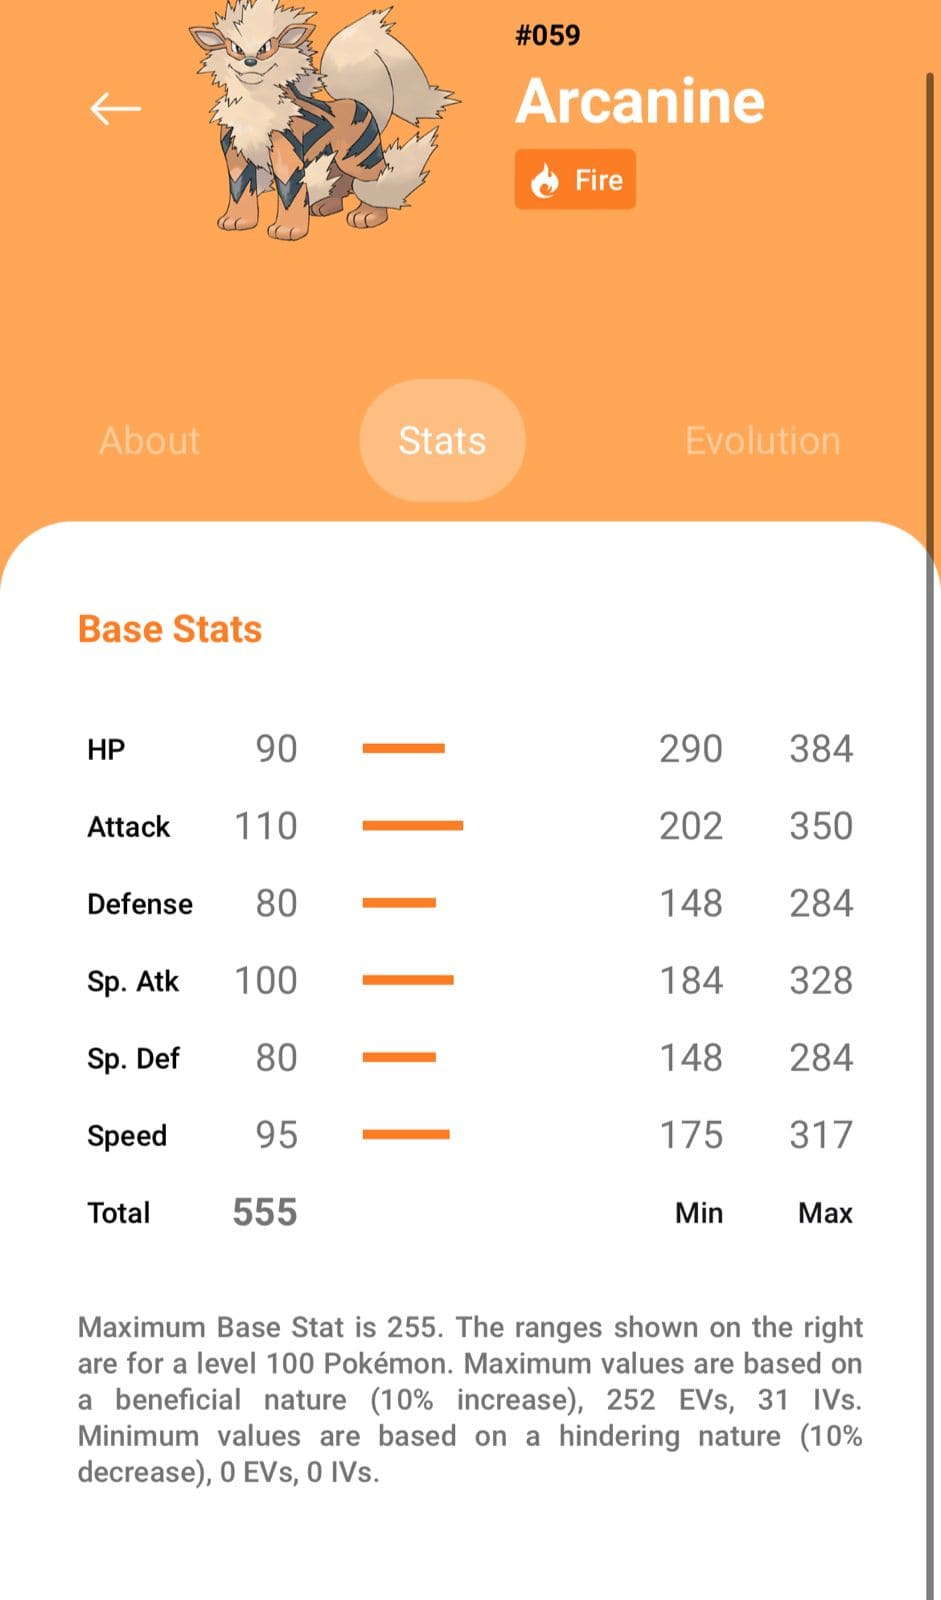 #059
Arcanine
Fire
About Stats Evolution
Base Stats
HP 90 290 384
Attack 110 202 350
Defense 80 148 284
Sp. Atk 100 184 328
Sp. Def 80 148 284
Speed 95 175 317
Total 555 Min Max
Maximum Base Stat is 255. The ranges shown on the right
are for a level 100 Pokémon. Maximum values are based on
a beneficial nature (10% increase), 252 EVs, 31 IVs.
Minimum values are based on a hindering nature (10%
decrease), 0 EVs, 0 IVs.